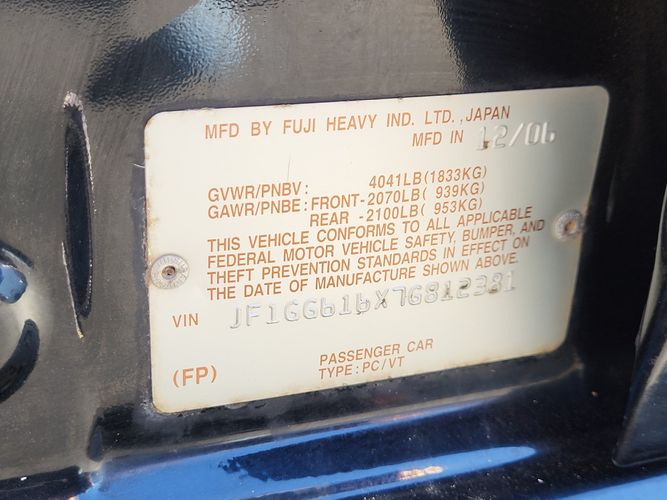 MFD BY FUJI HEAVY IND. LTD., JAPAN
MFD IN 12/06
GVWR/PNBV: 4041LB(1833KG)
GAWR/PNBE: FRONT-2070LB( 939KG)
REAR -2100LB( 953KG)
THIS VEHICLE CONFORMS TO ALL APPLICABLE
FEDERAL MOTOR VEHICLE SAFETY, BUMPER, AND
THEFT PREVENTION STANDARDS IN EFFECT ON
THE DATE OF MANUFACTURE SHOWN ABOVE.
VIN JF1GG616X7G812381
PASSENGER CAR
(FP) TYPE:PC/VT